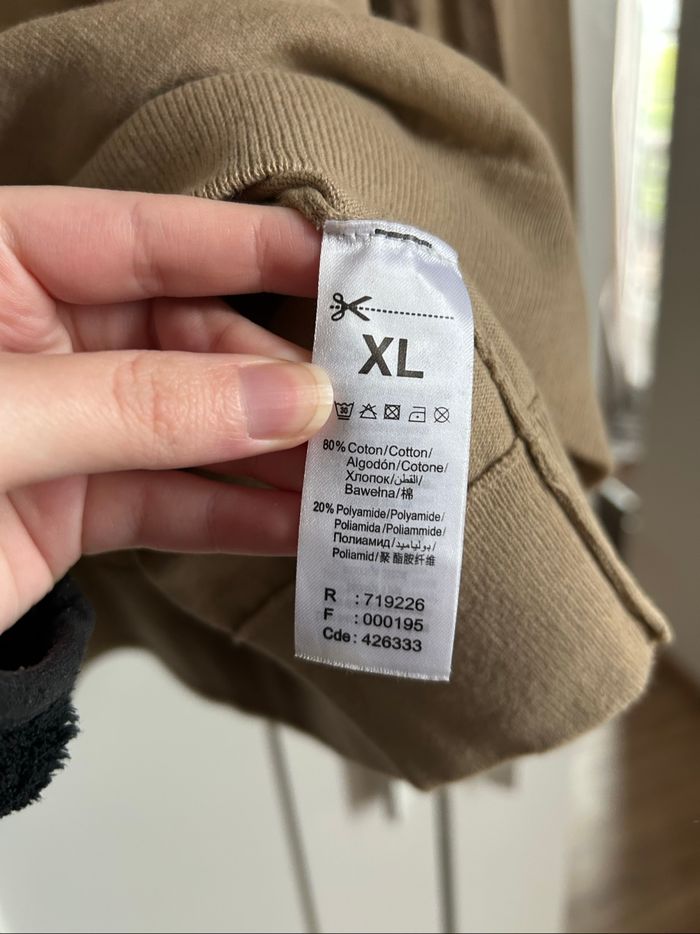 XL
30
80% Coton/Cotton/
Algodón/Cotone/
Хлопок/القطن/
Bawełna/棉
20% Polyamide/Polyamide/
Poliamida/Poliammide/
Полиамид/بولياميد/
Poliamid/聚 酰胺纤维
R : 719226
F : 000195
Cde: 426333